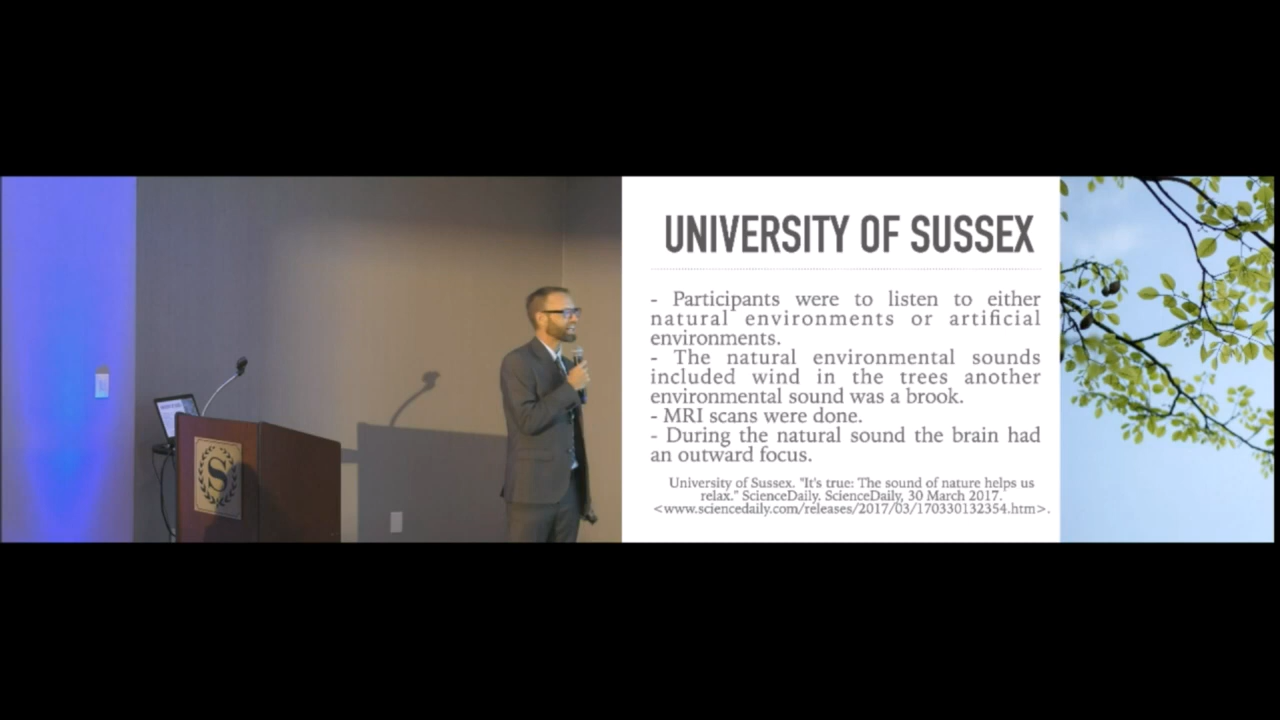 UNIVERSITY OF SUSSEX
- Participants were to listen to either
natural environments or artificial
environments.
- The natural environmental sounds
included wind in the trees another
environmental sound was a brook.
- MRI scans were done.
- During the natural sound the brain had
an outward focus.
University of Sussex. "It's true: The sound of nature helps us
relax." ScienceDaily. ScienceDaily, 30 March 2017.
<www.sciencedaily.com/releases/2017/03/170330132354.htm>.
S